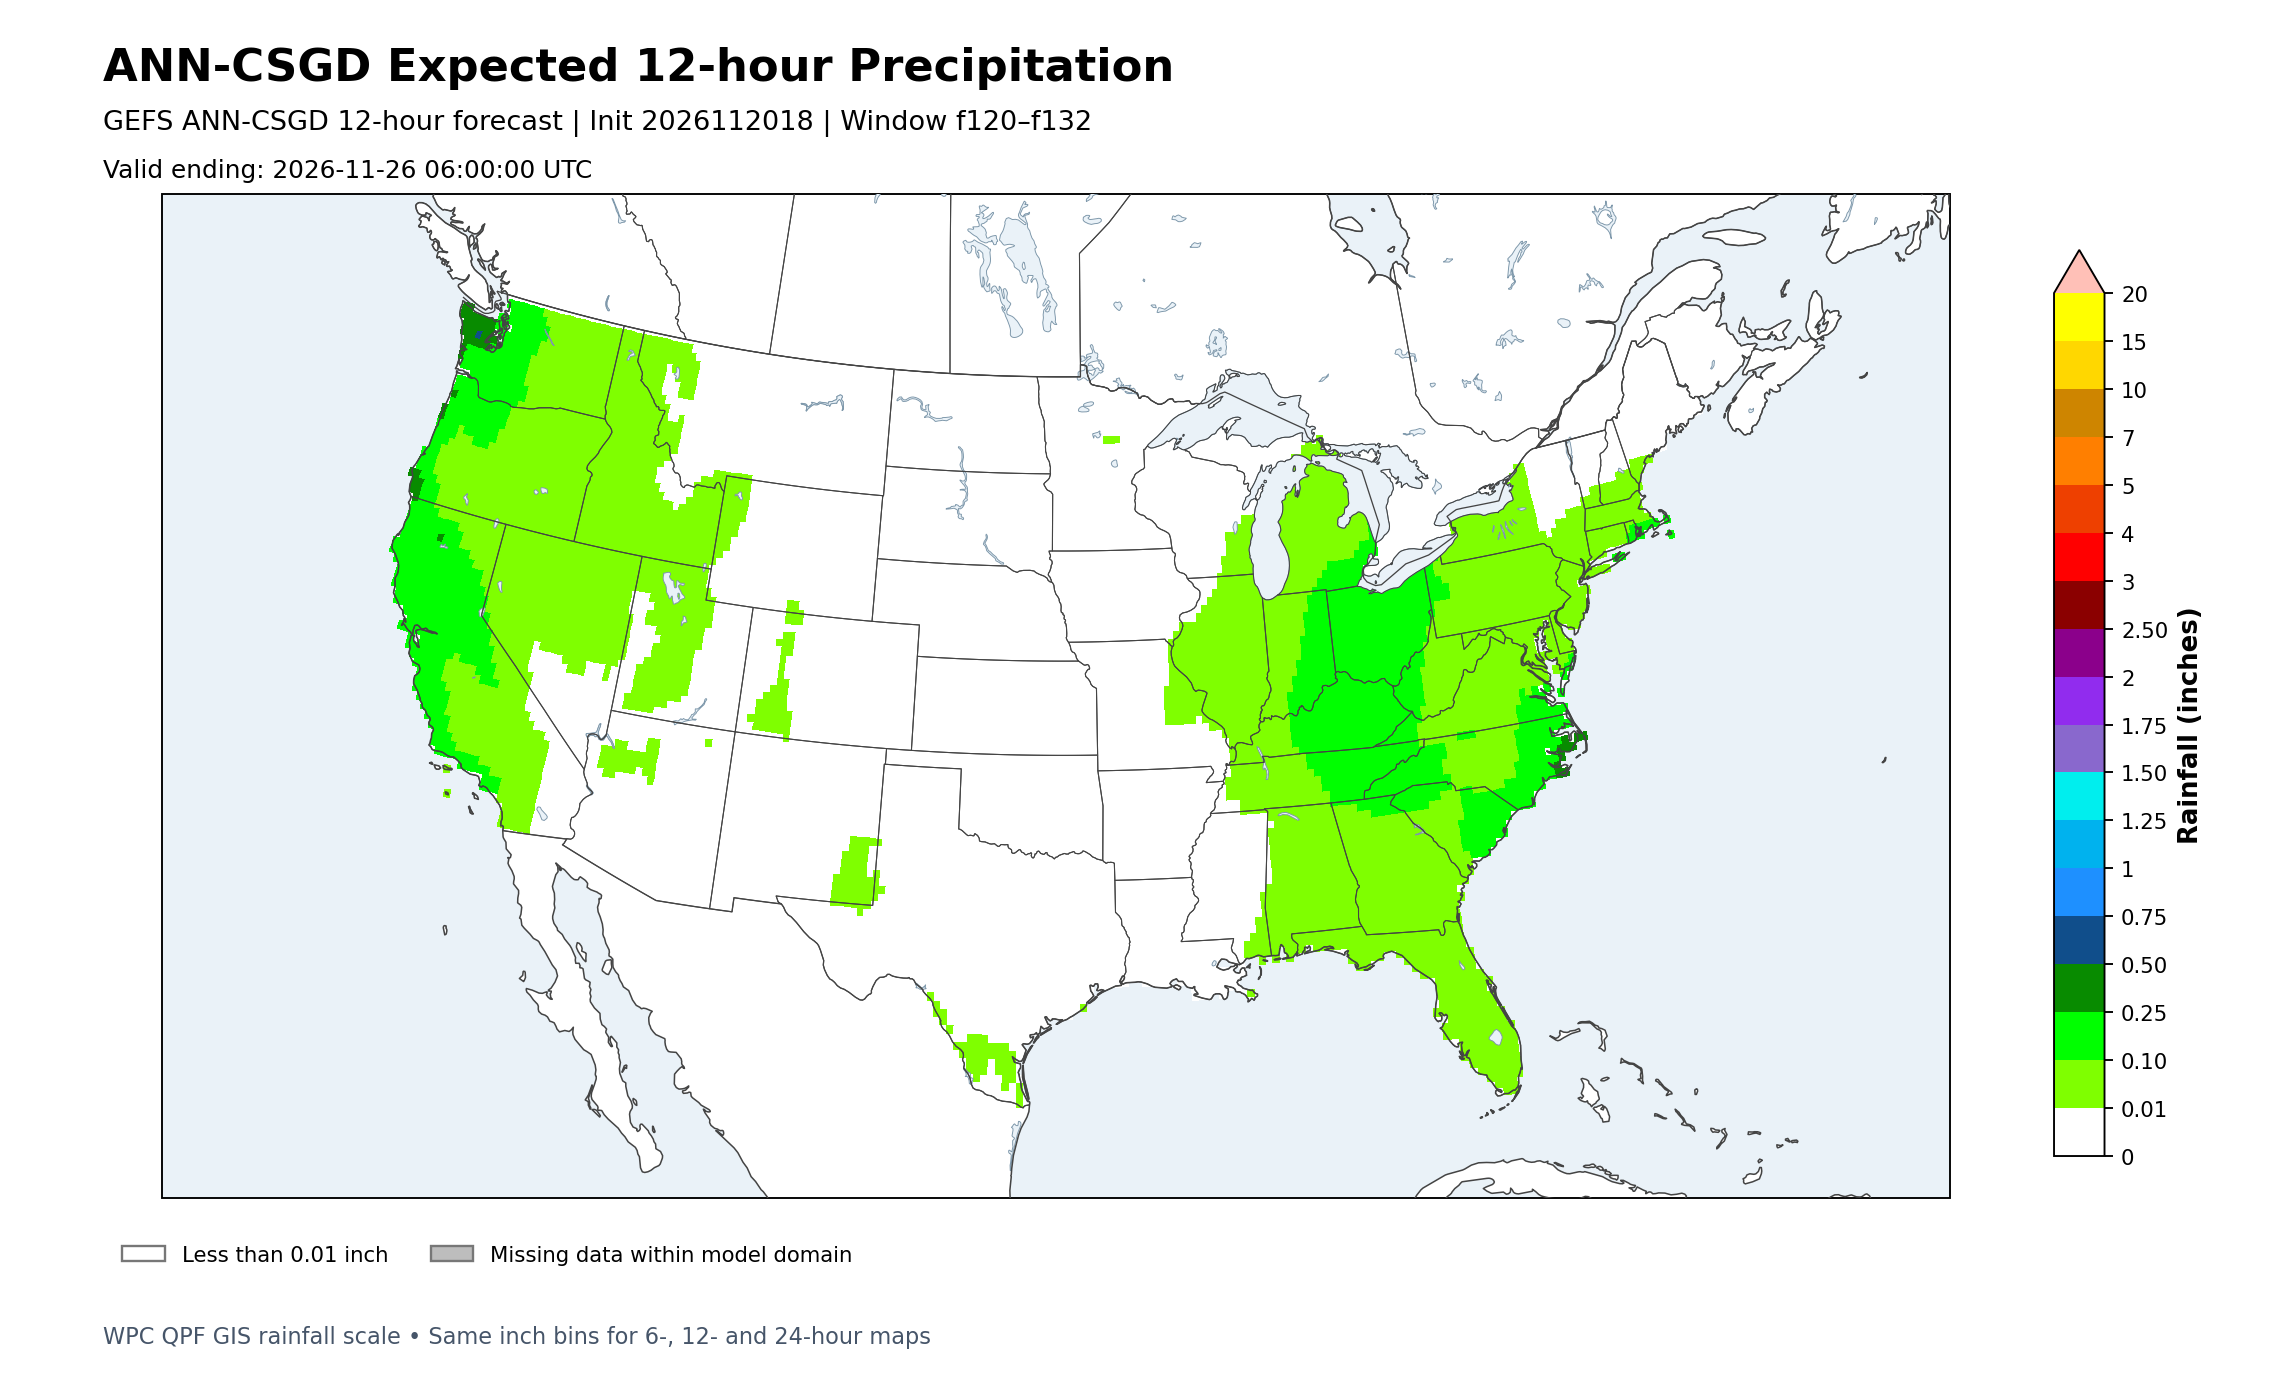 ANN-CSGD Expected 12-hour Precipitation
GEFS ANN-CSGD 12-hour forecast | Init 2026112018 | Window f120–f132
Valid ending: 2026-11-26 06:00:00 UTC
20
15
10
7
5
4
3
2.50
2
1.75
1.50
1.25
1
0.75
0.50
0.25
0.10
0.01
0
Rainfall (inches)
Less than 0.01 inch
Missing data within model domain
WPC QPF GIS rainfall scale • Same inch bins for 6-, 12- and 24-hour maps